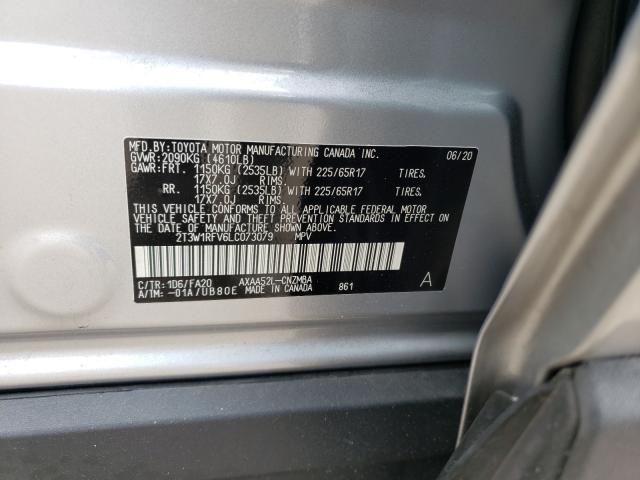 MFD.BY:TOYOTA MOTOR MANUFACTURING CANADA INC. 06/20
GVWR:2090KG (4610LB)
GAWR:FRT. 1150KG (2535LB) WITH 225/65R17 TIRES,
17X7.0J RIMS.
RR. 1150KG (2535LB) WITH 225/65R17 TIRES,
17X7.0J RIMS.
THIS VEHICLE CONFORMS TO ALL APPLICABLE FEDERAL MOTOR
VEHICLE SAFETY AND THEFT PREVENTION STANDARDS IN EFFECT ON
THE DATE OF MANUFACTURE SHOWN ABOVE.
2T3W1RFV6LC073079 MPV
C/TR:1D6/FA20 AXAA52L-CNZMBA A
A/TM:-01A/UB80E MADE IN CANADA 861